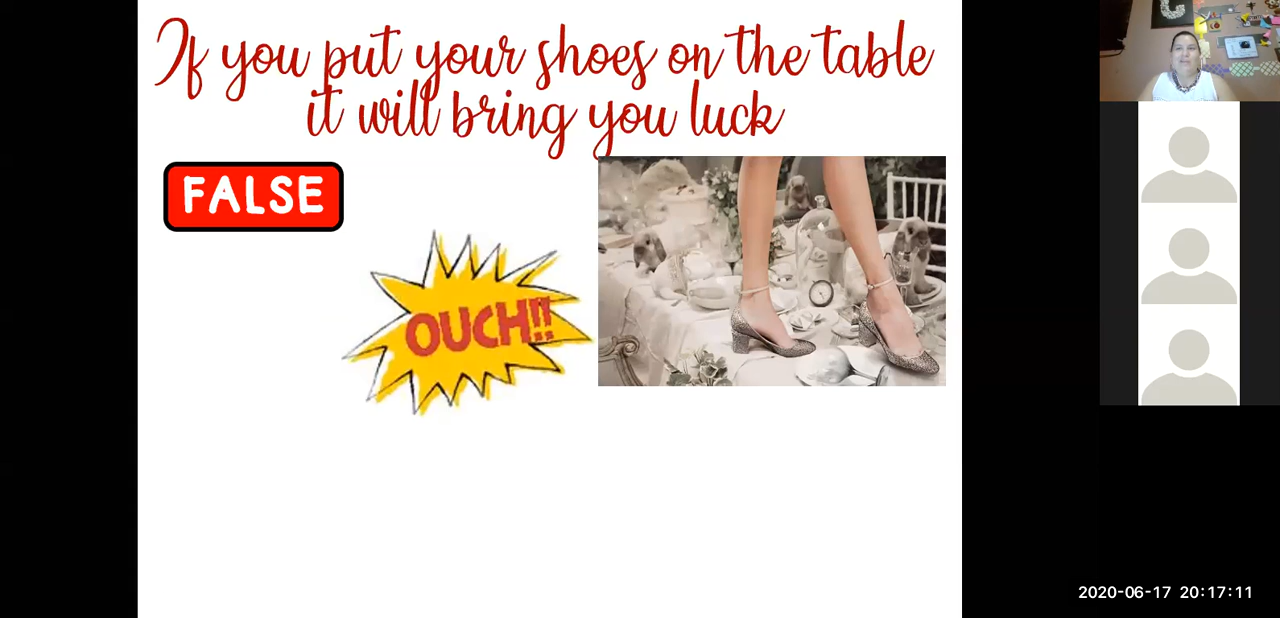 If you put your shoes on the table
it will bring you luck
FALSE
OUCH!!
2020-06-17 20:17:11